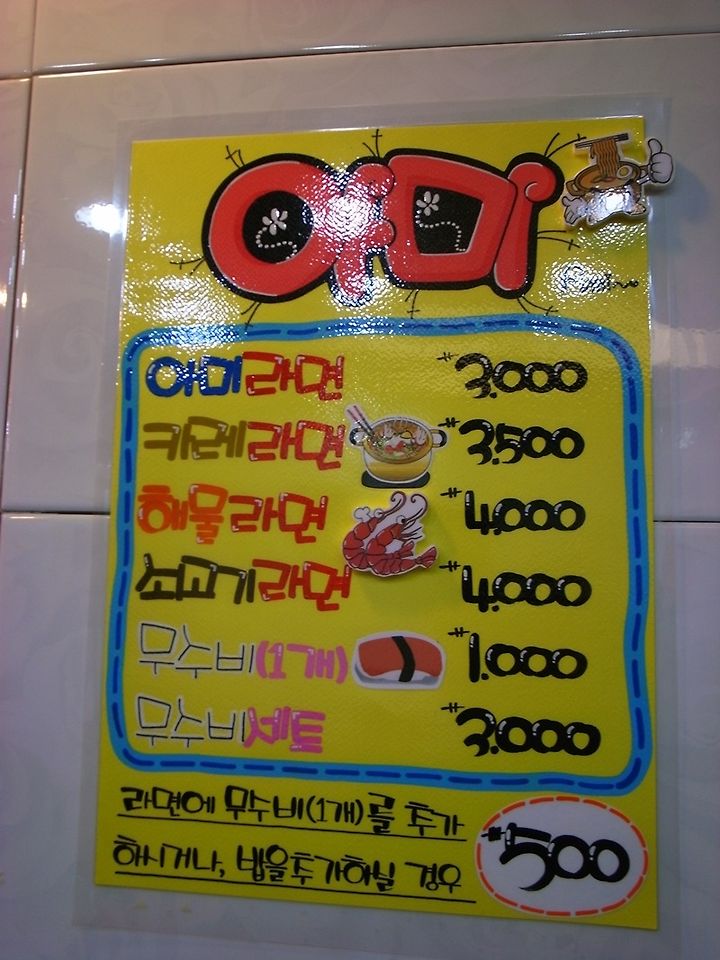 야미
야미라면 ₩3,000
카레라면 ₩3,500
해물라면 ₩4,000
쇠고기라면 ₩4,000
무수비(1개) ₩1,000
무수비세트 ₩3,000
라면에 무수비(1개)를 추가
하시거나, 밥을추가하실 경우 ₩500